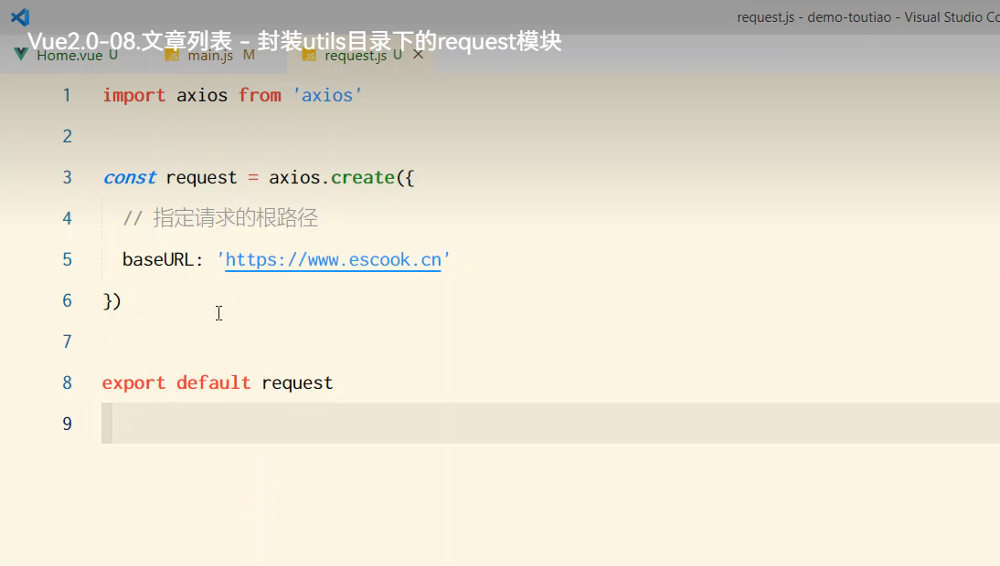 request.js - demo-toutiao - Visual Studio Co
Vue2.0-08.文章列表 - 封装utils目录下的request模块
Home.vue U
JS main.js M
JS request.js U
1 import axios from 'axios'
2
3 const request = axios.create({
4 // 指定请求的根路径
5 baseURL: 'https://www.escook.cn'
6 })
7
8 export default request
9